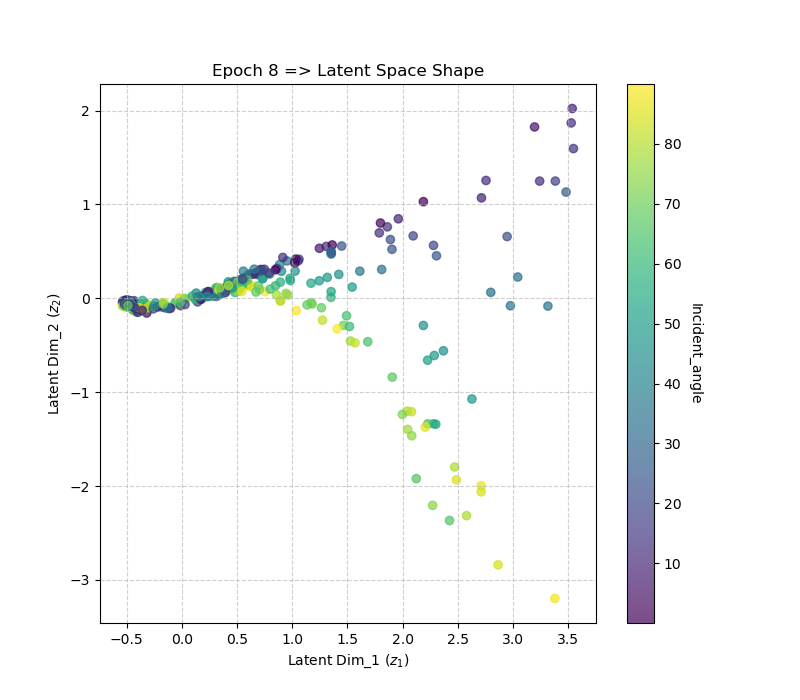 Epoch 8 => Latent Space Shape
2
1
0
−1
−2
−3
Latent Dim_2 (z₂)
−0.5 0.0 0.5 1.0 1.5 2.0 2.5 3.0 3.5
Latent Dim_1 (z₁)
80
70
60
50
40
30
20
10
Incident_angle